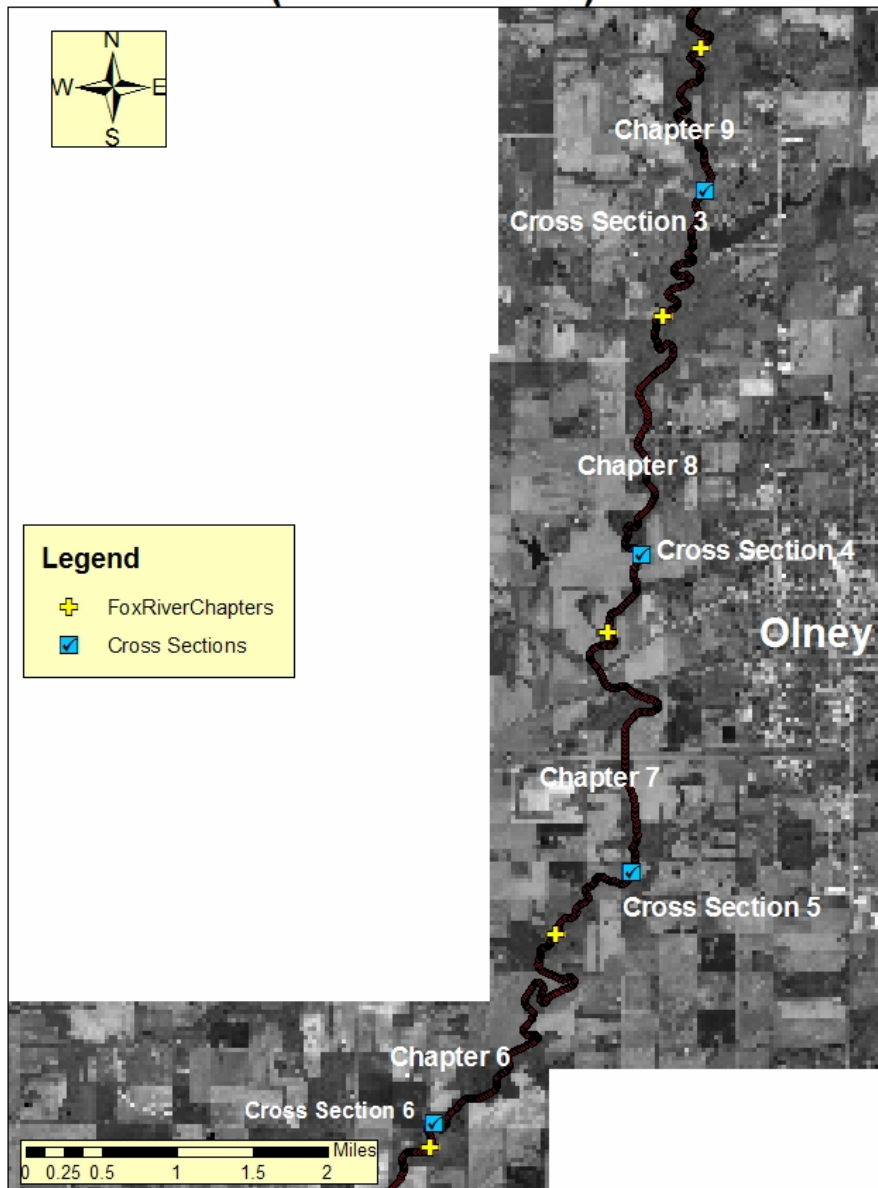 N
W E
S
Chapter 9
Cross Section 3
Chapter 8
Cross Section 4
Legend
FoxRiverChapters
Cross Sections
Olney
Chapter 7
Cross Section 5
Chapter 6
Cross Section 6
Miles
0 0.25 0.5 1 1.5 2